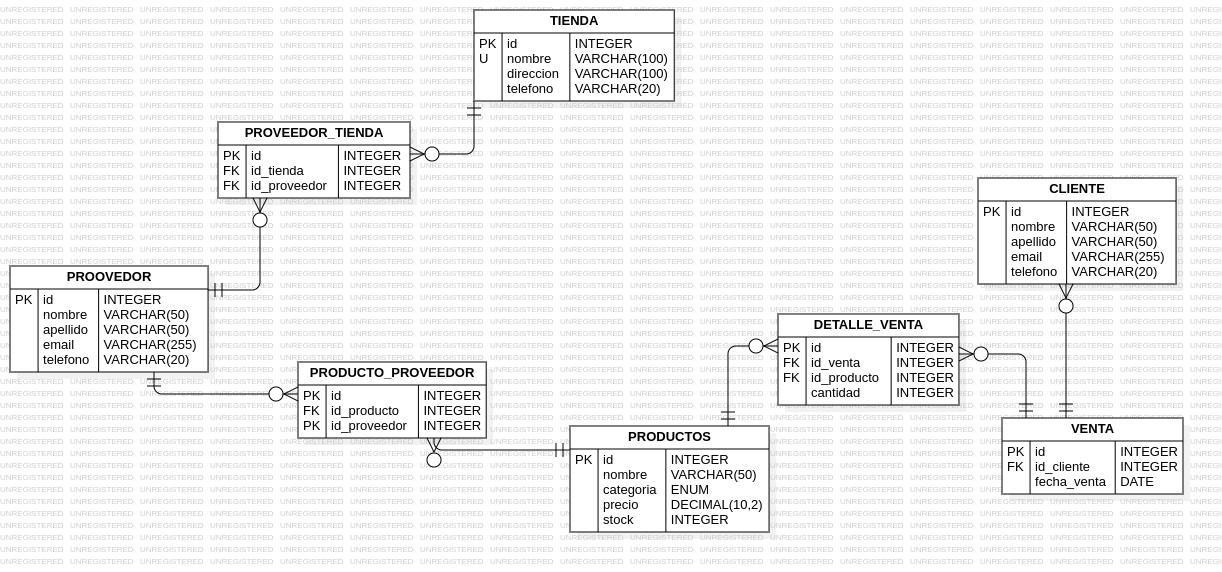 TIENDA
PK id INTEGER
U nombre VARCHAR(100)
direccion VARCHAR(100)
telefono VARCHAR(20)
PROVEEDOR_TIENDA
PK id INTEGER
FK id_tienda INTEGER
FK id_proveedor INTEGER
CLIENTE
PK id INTEGER
nombre VARCHAR(50)
apellido VARCHAR(50)
email VARCHAR(255)
telefono VARCHAR(20)
PROOVEDOR
PK id INTEGER
nombre VARCHAR(50)
apellido VARCHAR(50)
email VARCHAR(255)
telefono VARCHAR(20)
DETALLE_VENTA
PK id INTEGER
FK id_venta INTEGER
FK id_producto INTEGER
cantidad INTEGER
PRODUCTO_PROVEEDOR
PK id INTEGER
FK id_producto INTEGER
PK id_proveedor INTEGER
PRODUCTOS
PK id INTEGER
nombre VARCHAR(50)
categoria ENUM
precio DECIMAL(10,2)
stock INTEGER
VENTA
PK id INTEGER
FK id_cliente INTEGER
fecha_venta DATE
UNREGISTERED